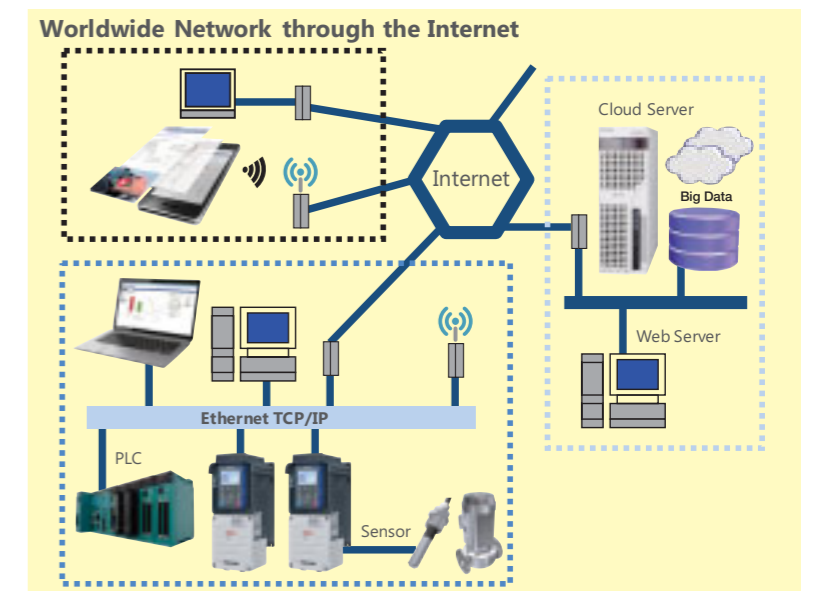 Worldwide Network through the Internet
Internet
Cloud Server
Big Data
Web Server
Ethernet TCP/IP
PLC
Sensor